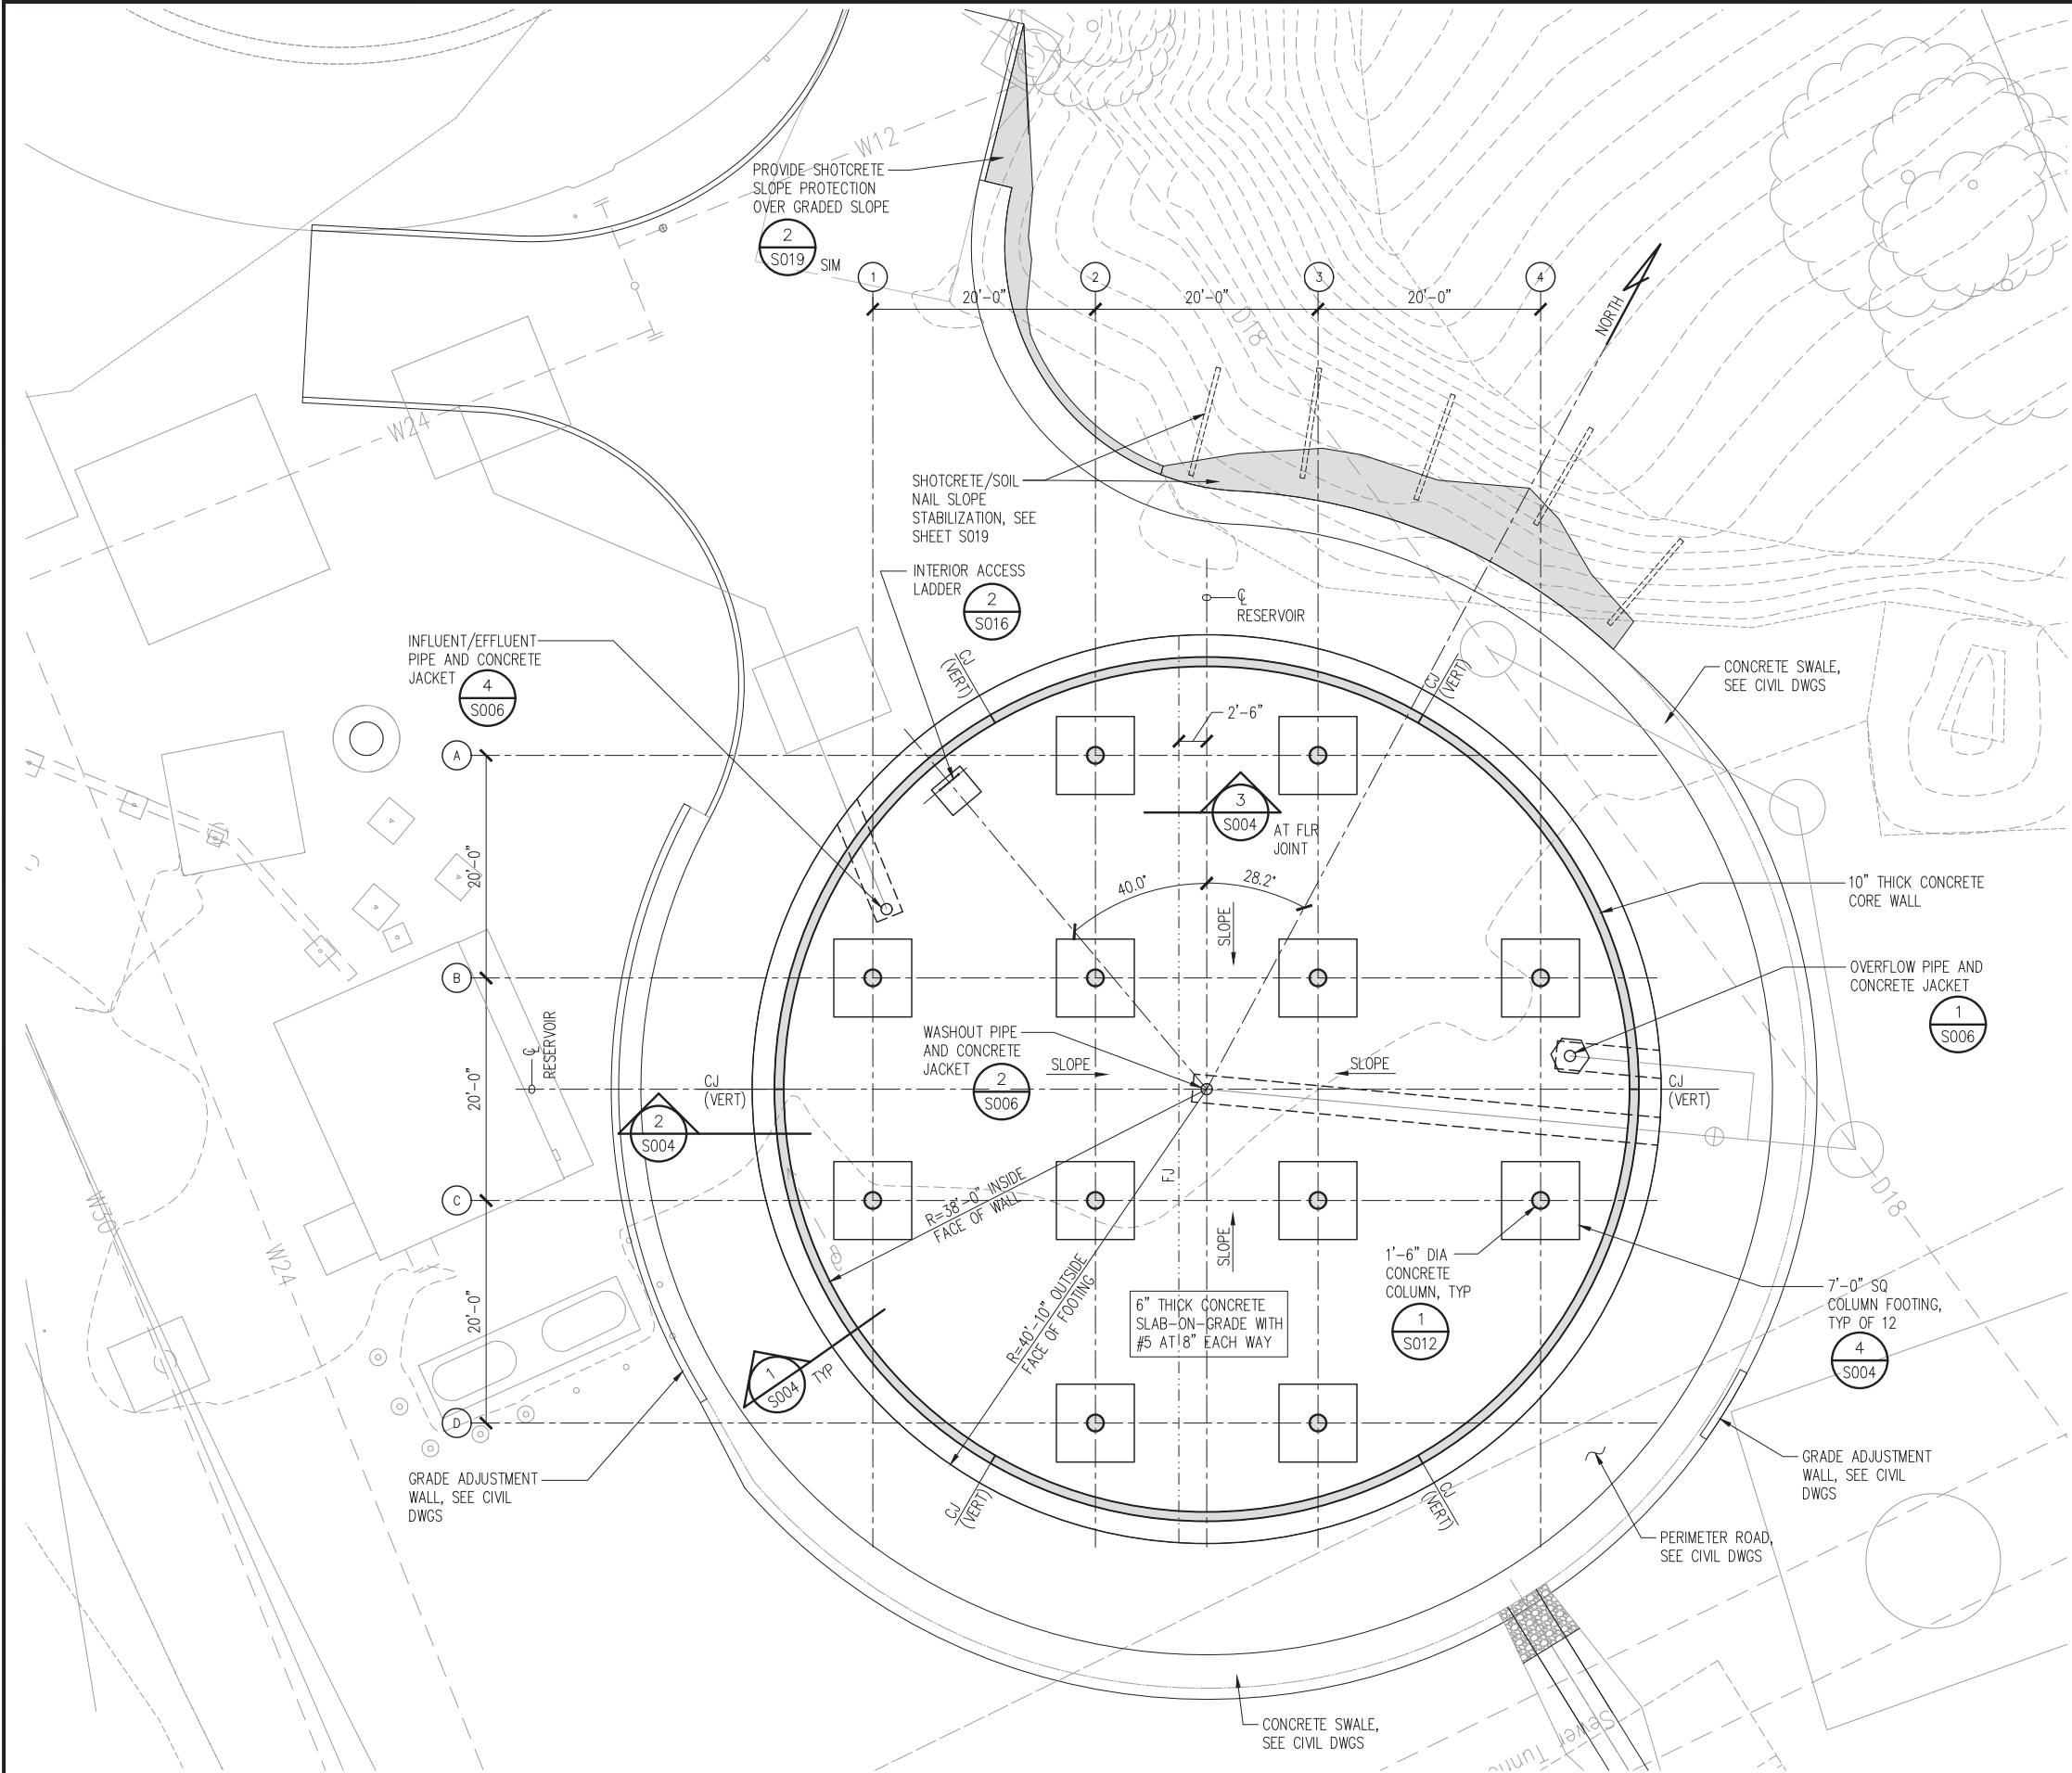 W12
PROVIDE SHOTCRETE
SLOPE PROTECTION
OVER GRADED SLOPE
2
S019
SIM
1
2
3
4
20'-0"
20'-0"
20'-0"
D18
NORTH
W24
SHOTCRETE/SOIL
NAIL SLOPE
STABILIZATION, SEE
SHEET S019
INTERIOR ACCESS
LADDER
2
S016
℄
RESERVOIR
INFLUENT/EFFLUENT
PIPE AND CONCRETE
JACKET
4
S006
CJ
(VERT)
CJ
(VERT)
CONCRETE SWALE,
SEE CIVIL DWGS
2'-6"
A
3
S004
AT FLR
JOINT
20'-0"
40.0°
28.2°
10" THICK CONCRETE
CORE WALL
SLOPE
B
OVERFLOW PIPE AND
CONCRETE JACKET
1
S006
℄
RESERVOIR
WASHOUT PIPE
AND CONCRETE
JACKET
2
S006
SLOPE
SLOPE
20'-0"
CJ
(VERT)
CJ
(VERT)
2
S004
FJ
R=38'-0" INSIDE
FACE OF WALL
C
W30
W24
D18
SLOPE
1'-6" DIA
CONCRETE
COLUMN, TYP
1
S012
7'-0" SQ
COLUMN FOOTING,
TYP OF 12
4
S004
20'-0"
R=40'-10" OUTSIDE
FACE OF FOOTING
6" THICK CONCRETE
SLAB-ON-GRADE WITH
#5 AT 8" EACH WAY
1
S004
TYP
D
GRADE ADJUSTMENT
WALL, SEE CIVIL
DWGS
GRADE ADJUSTMENT
WALL, SEE CIVIL
DWGS
CJ
(VERT)
CJ
(VERT)
PERIMETER ROAD,
SEE CIVIL DWGS
CONCRETE SWALE,
SEE CIVIL DWGS
Sewer Tunne